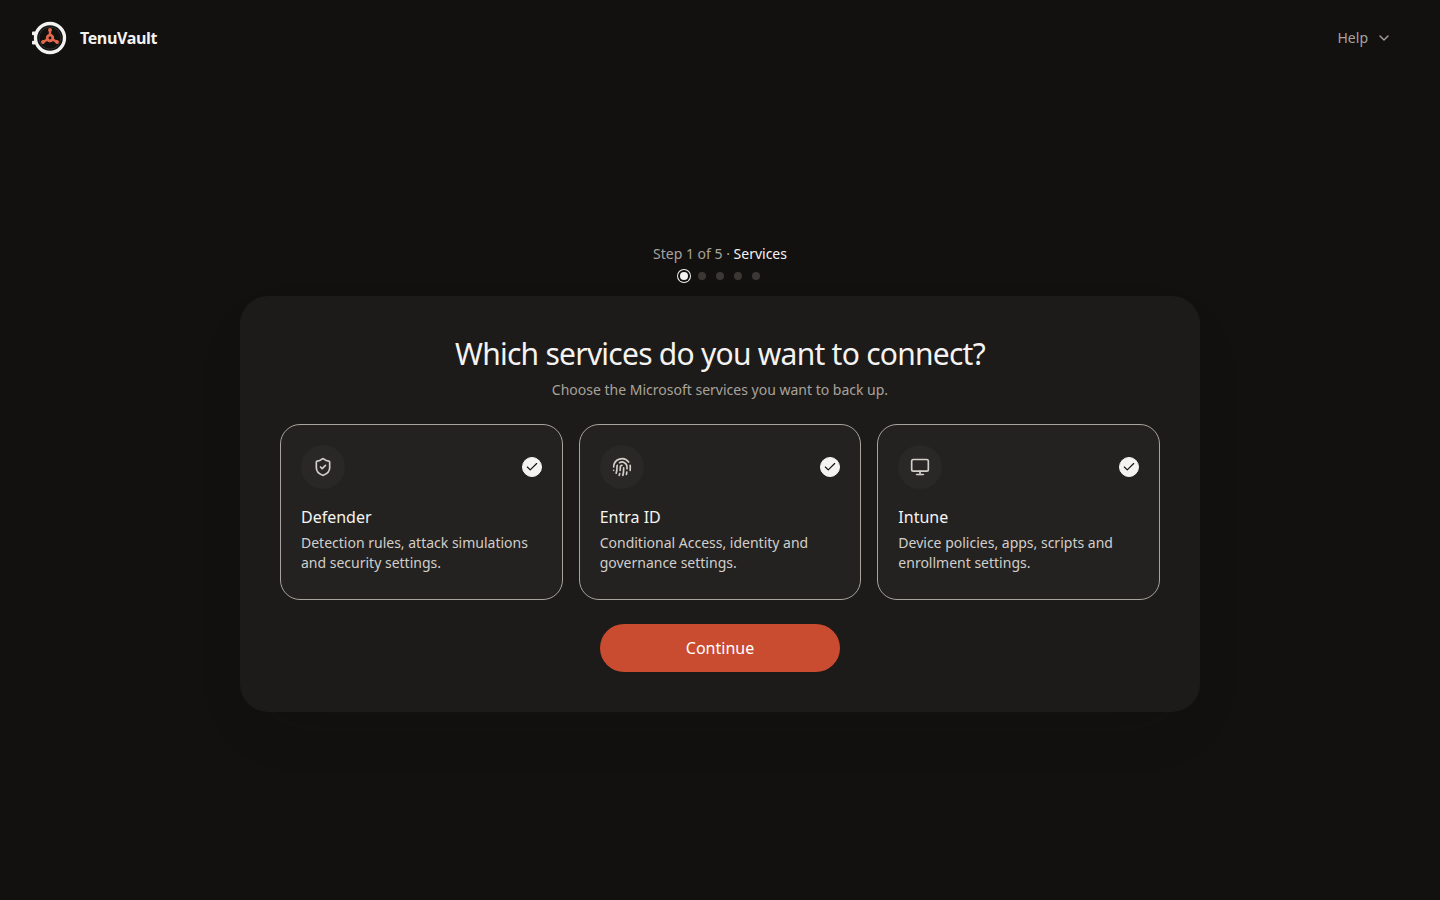 TenuVault
Help
Step 1 of 5 · Services
Which services do you want to connect?
Choose the Microsoft services you want to back up.
Defender
Detection rules, attack simulations
and security settings.
Entra ID
Conditional Access, identity and
governance settings.
Intune
Device policies, apps, scripts and
enrollment settings.
Continue